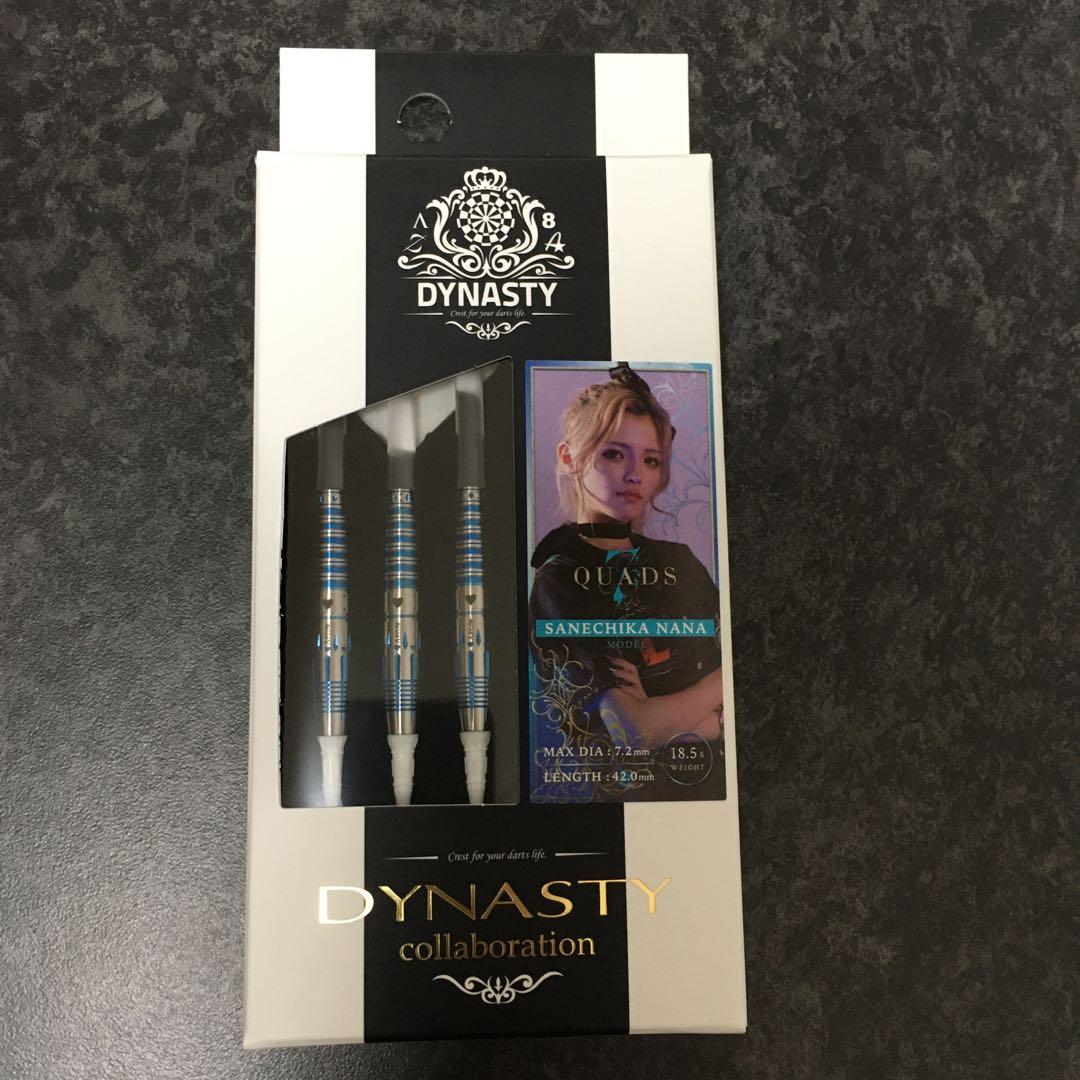 DYNASTY
Crest for your darts life.
7
QUADS
SANECHIKA NANA
MODEL
MAX DIA : 7.2mm
LENGTH : 42.0mm
18.5g
WEIGHT
Crest for your darts life.
DYNASTY
collaboration